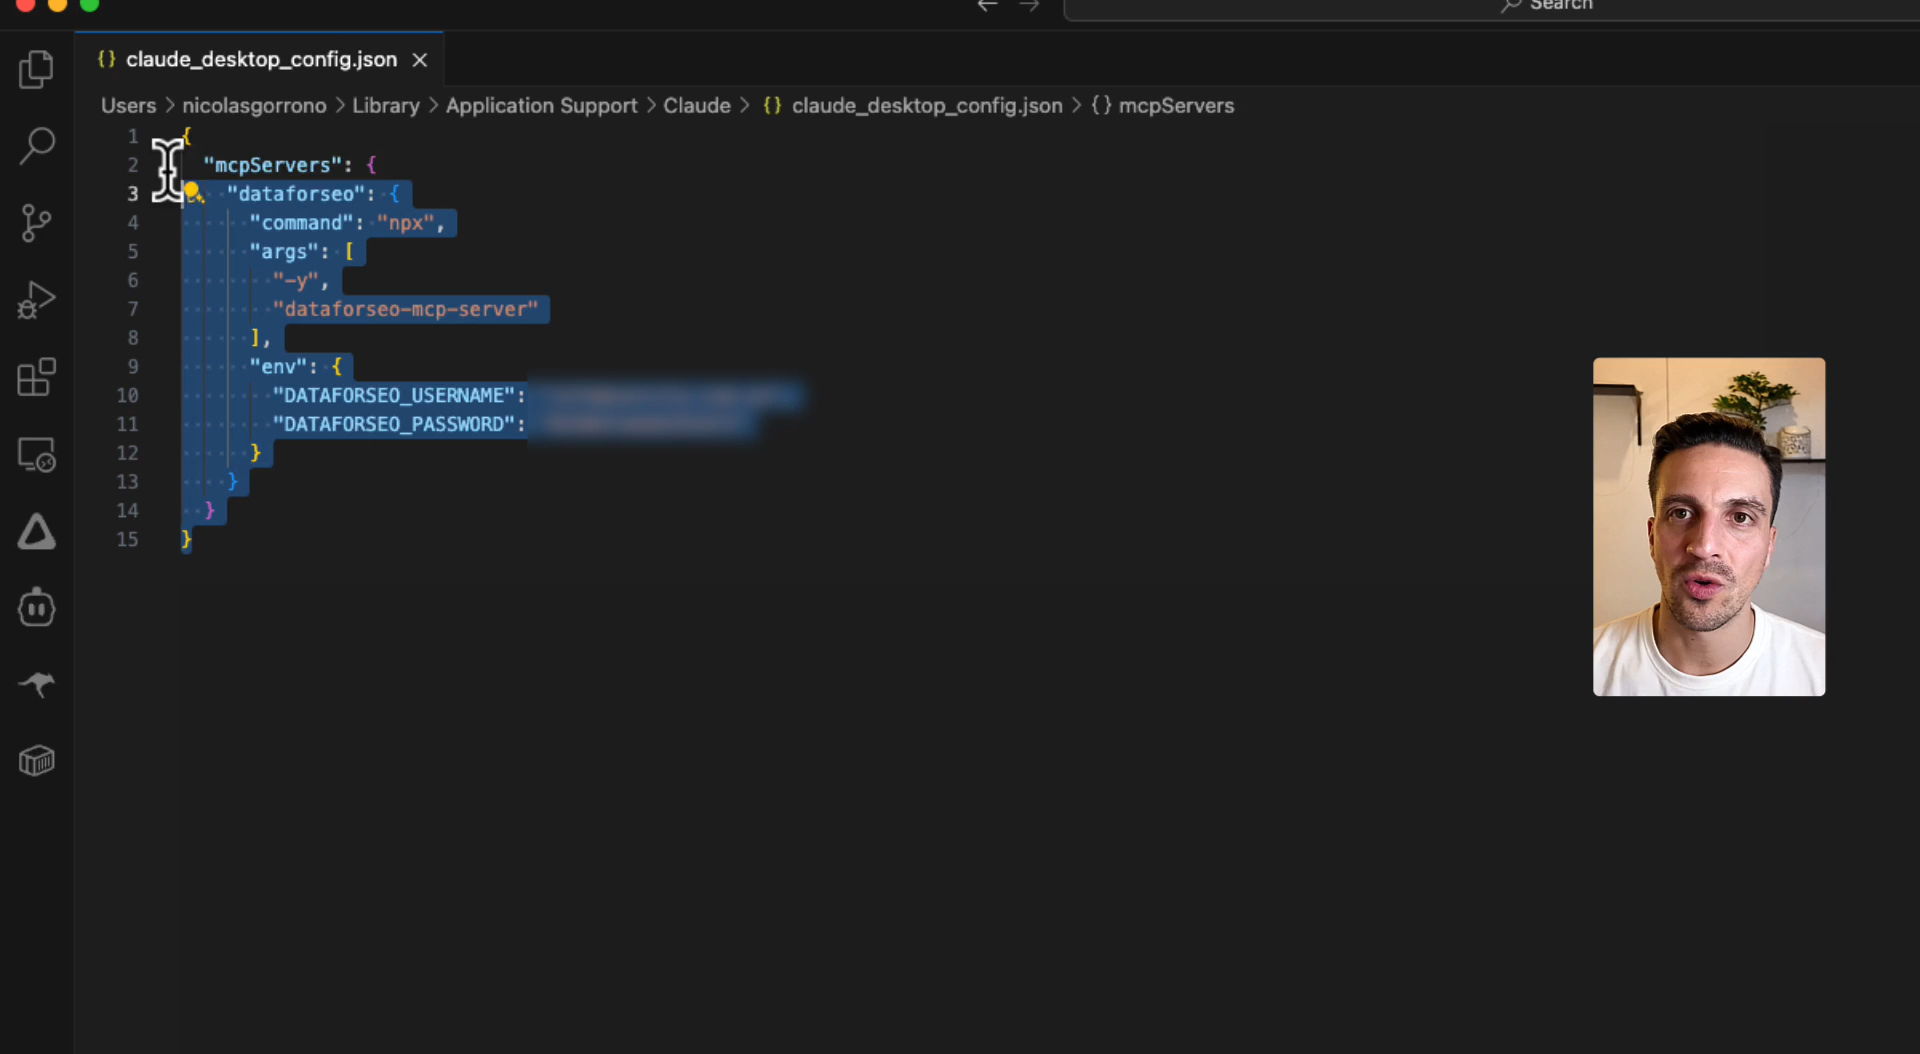 Search
claude_desktop_config.json
Users > nicolasgorrono > Library > Application Support > Claude > {} claude_desktop_config.json > {} mcpServers
1 {
2 "mcpServers": {
3 "dataforseo": {
4 "command": "npx",
5 "args": [
6 "-y",
7 "dataforseo-mcp-server"
8 ],
9 "env": {
10 "DATAFORSEO_USERNAME":
11 "DATAFORSEO_PASSWORD":
12 }
13 }
14 }
15 }